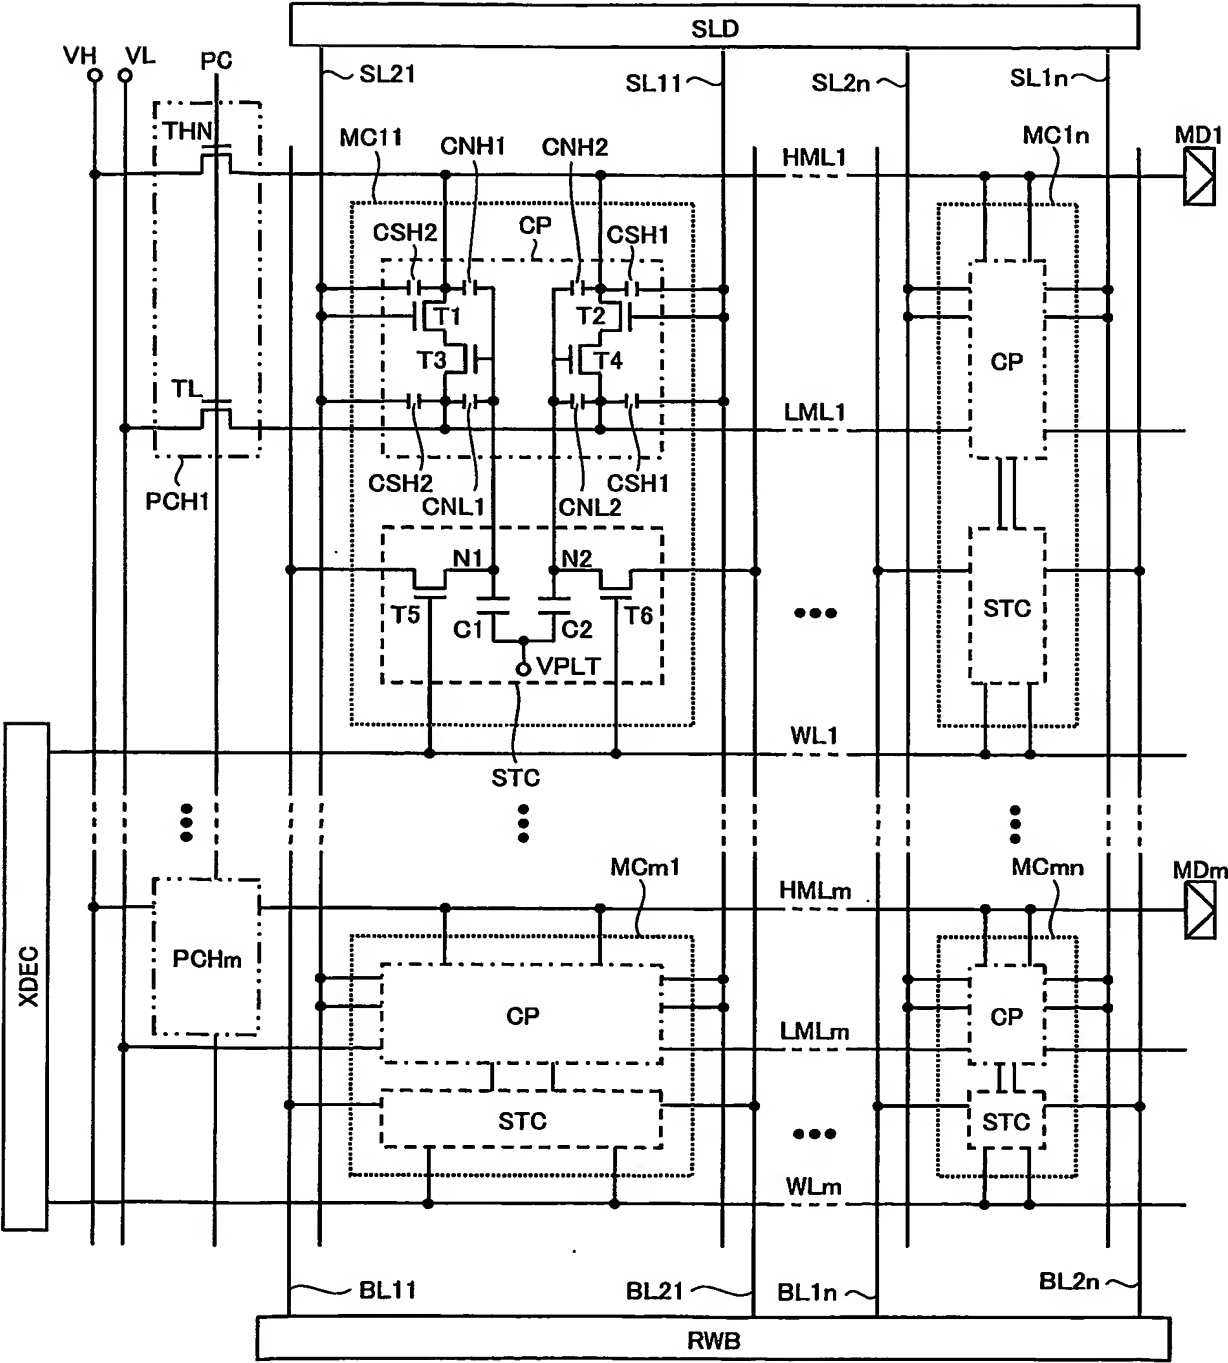 SLD
VH VL PC
SL21 SL11 SL2n SL1n
THN MC11 CNH1 CNH2 HML1 MC1n MD1
CSH2 CP CSH1
T1 T2
T3 T4 CP
TL LML1
CSH2 CSH1
PCH1 CNL1 CNL2
N1 N2
T5 C1 C2 T6 STC
VPLT
WL1
STC
MCm1 HMLm MCmn MDm
XDEC PCHm CP CP
LMLm
STC STC
WLm
BL11 BL21 BL1n BL2n
RWB